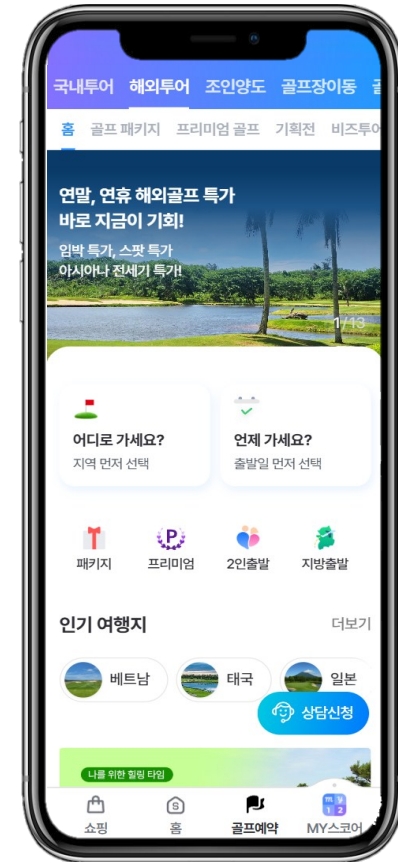 국내투어 해외투어 조인양도 골프장이동
홈 골프 패키지 프리미엄 골프 기획전 비즈투어
연말, 연휴 해외골프 특가
바로 지금이 기회!
임박 특가, 스팟 특가
아시아나 전세기 특가!
1/13
어디로 가세요? 언제 가세요?
지역 먼저 선택 출발일 먼저 선택
P
패키지 프리미엄 2인출발 지방출발
인기 여행지 더보기
베트남 태국 일본
상담신청
나를 위한 힐링 타임
S my 12
쇼핑 홈 골프예약 MY스코어